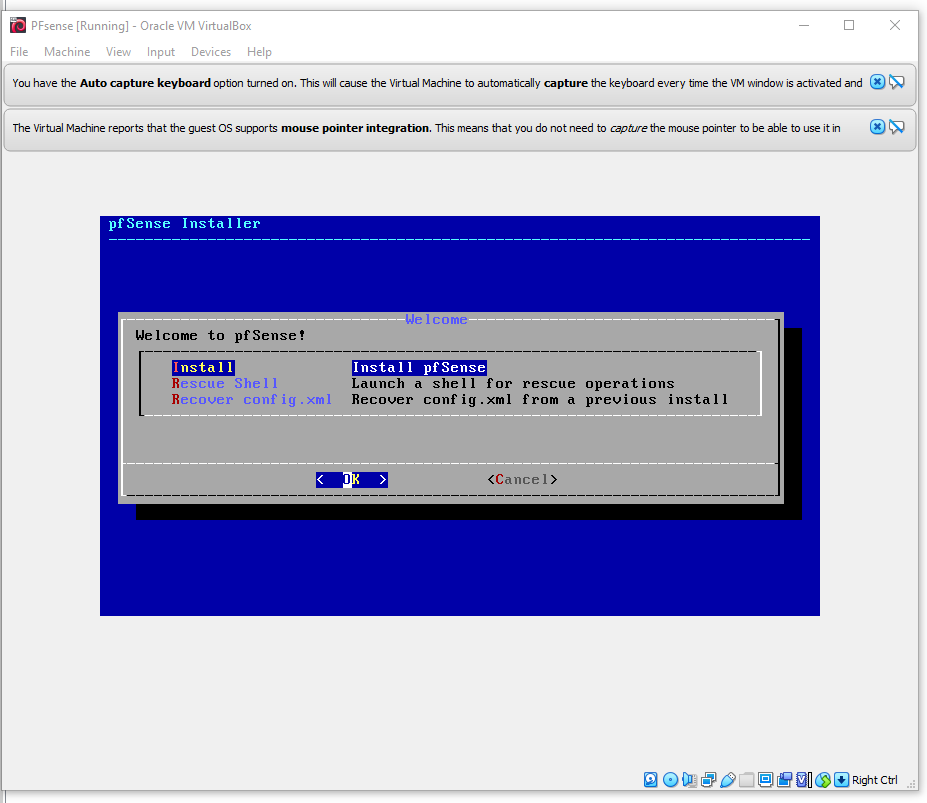 PFsense [Running] - Oracle VM VirtualBox
File Machine View Input Devices Help
You have the Auto capture keyboard option turned on. This will cause the Virtual Machine to automatically capture the keyboard every time the VM window is activated and
The Virtual Machine reports that the guest OS supports mouse pointer integration. This means that you do not need to capture the mouse pointer to be able to use it in
pfSense Installer
Welcome
Welcome to pfSense!
Install Install pfSense
Rescue Shell Launch a shell for rescue operations
Recover config.xml Recover config.xml from a previous install
< OK > <Cancel>
Right Ctrl